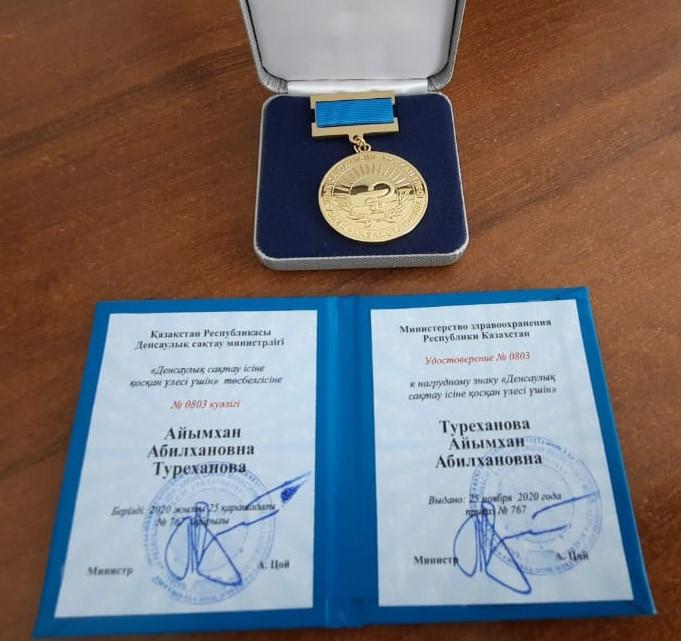 Қазақстан Республикасы
Денсаулық сақтау министрлігі
«Денсаулық сақтау ісіне
қосқан үлесі үшін» төсбелгісіне
№ 0803 куәлігі
Айымхан
Абилхановна
Туреханова
Берілді 2020 жылғы 25 қарашадағы
№ 767 бұйрығы
Министр А. Цой
Министерство здравоохранения
Республики Казахстан
Удостоверение № 0803
к нагрудному знаку «Денсаулық
сақтау ісіне қосқан үлесі үшін»
Туреханова
Айымхан
Абилхановна
Выдано: 25 ноября 2020 года
приказ № 767
Министр А. Цой